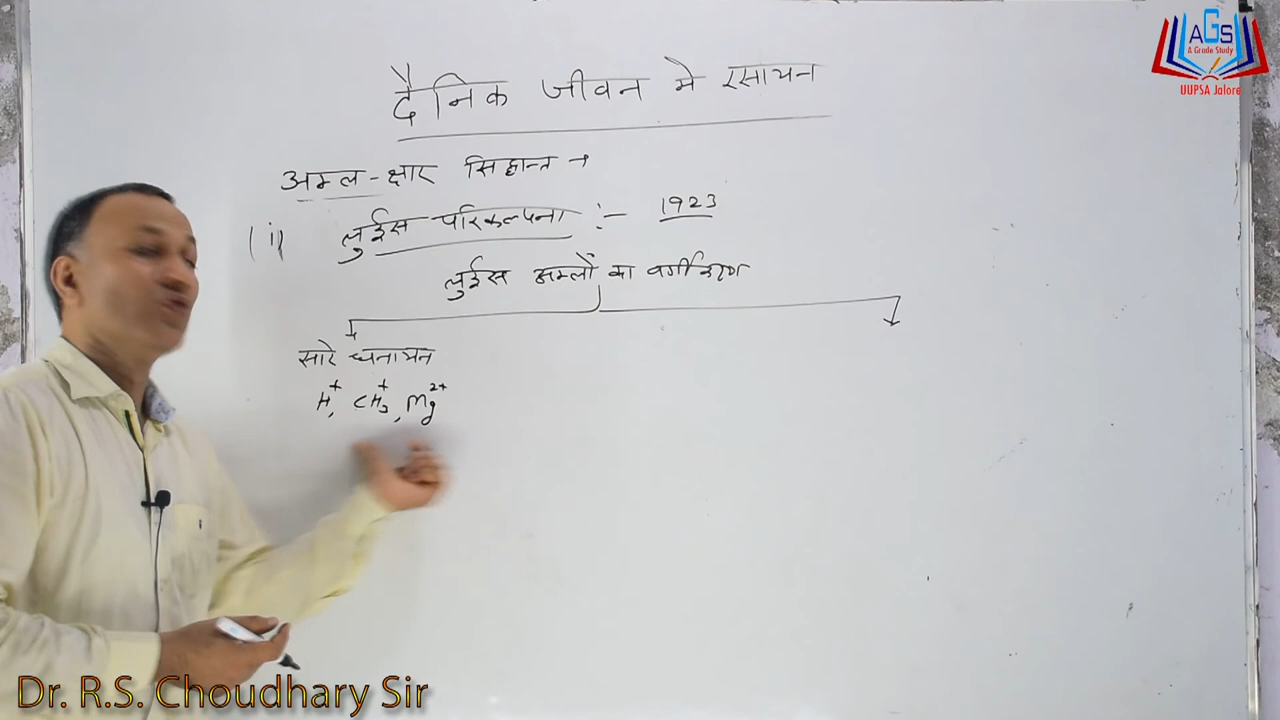 AGS
A Grade Study
UUPSA Jalore
दैनिक जीवन मे रसायन
अम्ल-क्षार सिद्दान्त →
(i) लुईस परिकल्पना :- 1923
लुईस अम्लों का वर्गीकरण
सारे धनायन
H⁺, CH₃⁺, Mg²⁺
Dr. R.S. Choudhary Sir